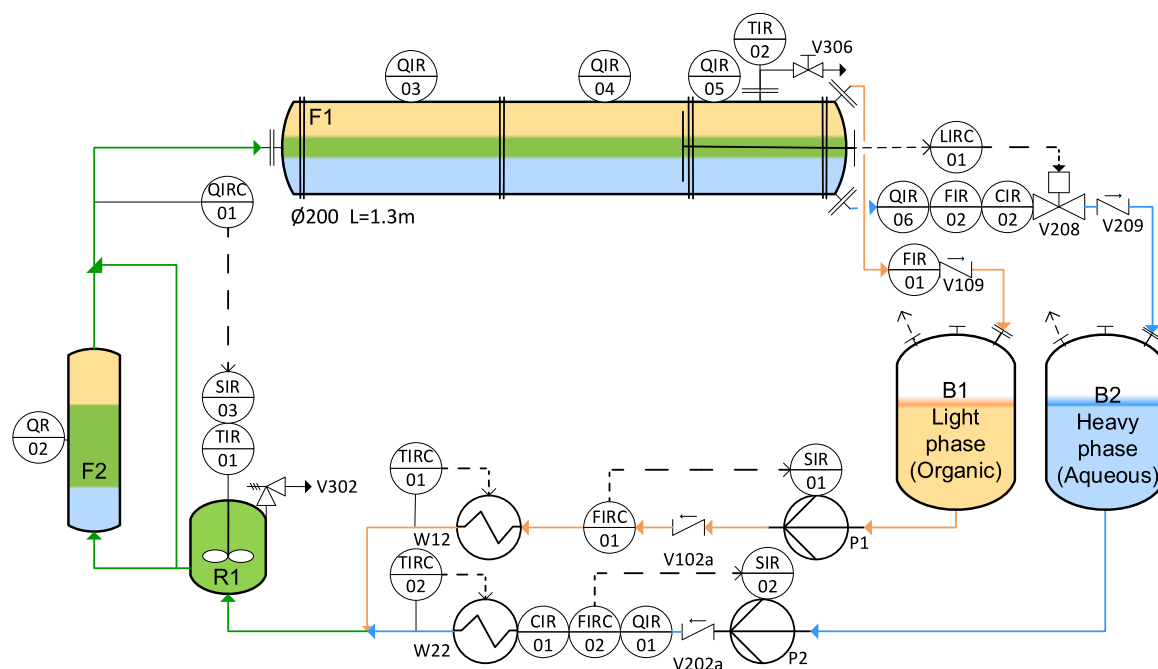 TIR
02
V306
QIR
03
QIR
04
QIR
05
F1
LIRC
01
QIRC
01
Ø200 L=1.3m
QIR
06
FIR
02
CIR
02
V208
V209
FIR
01
V109
SIR
03
TIR
01
QR
02
F2
V302
R1
B1
Light
phase
(Organic)
B2
Heavy
phase
(Aqueous)
TIRC
01
SIR
01
W12
FIRC
01
V102a
P1
TIRC
02
SIR
02
W22
CIR
01
FIRC
02
QIR
01
V202a
P2